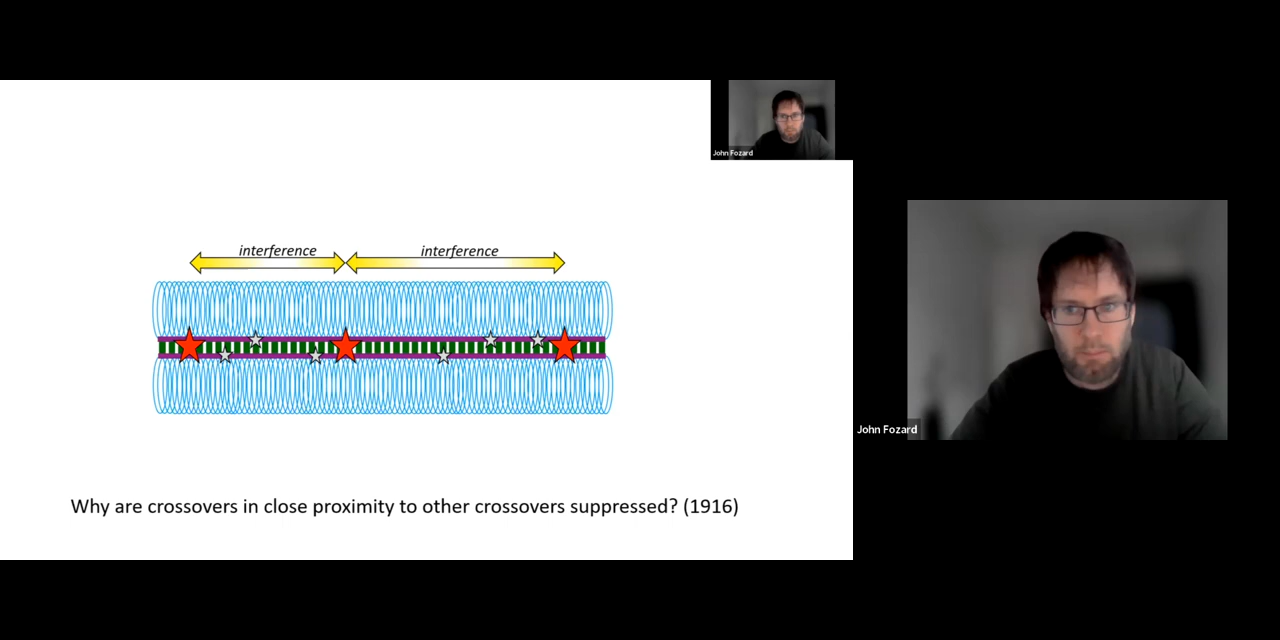 John Fozard
interference
interference
John Fozard
Why are crossovers in close proximity to other crossovers suppressed? (1916)